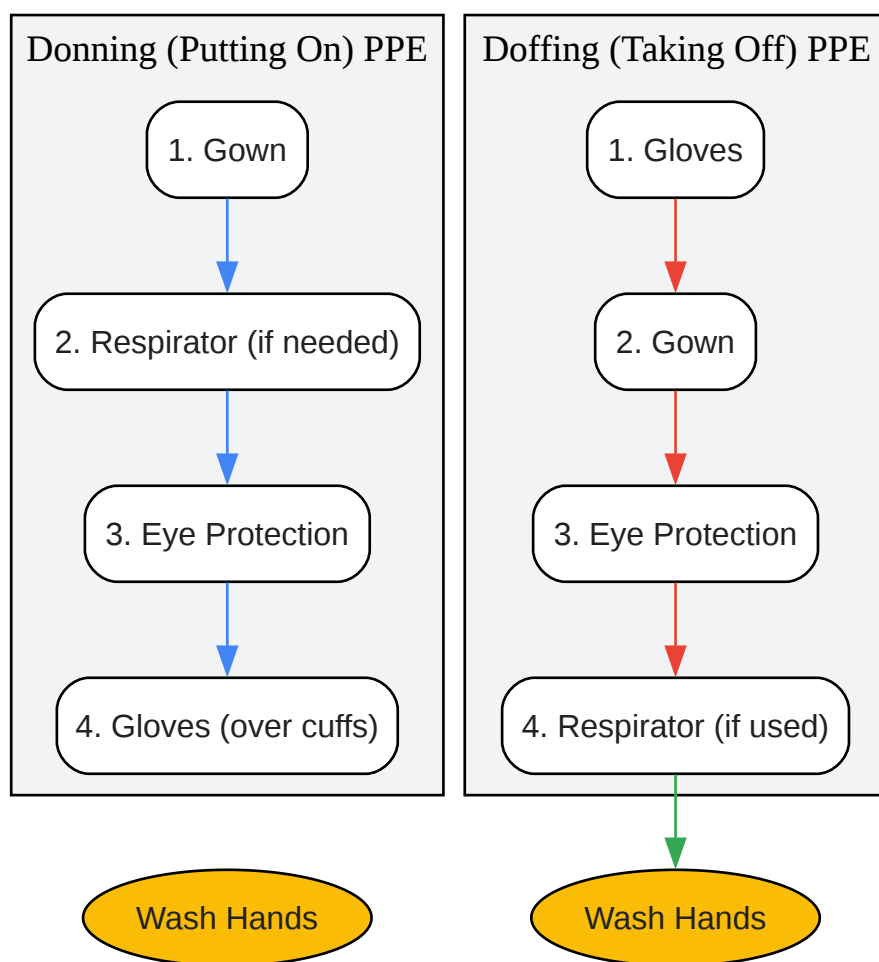 Donning (Putting On) PPE
1. Gown
2. Respirator (if needed)
3. Eye Protection
4. Gloves (over cuffs)
Wash Hands
Doffing (Taking Off) PPE
1. Gloves
2. Gown
3. Eye Protection
4. Respirator (if used)
Wash Hands